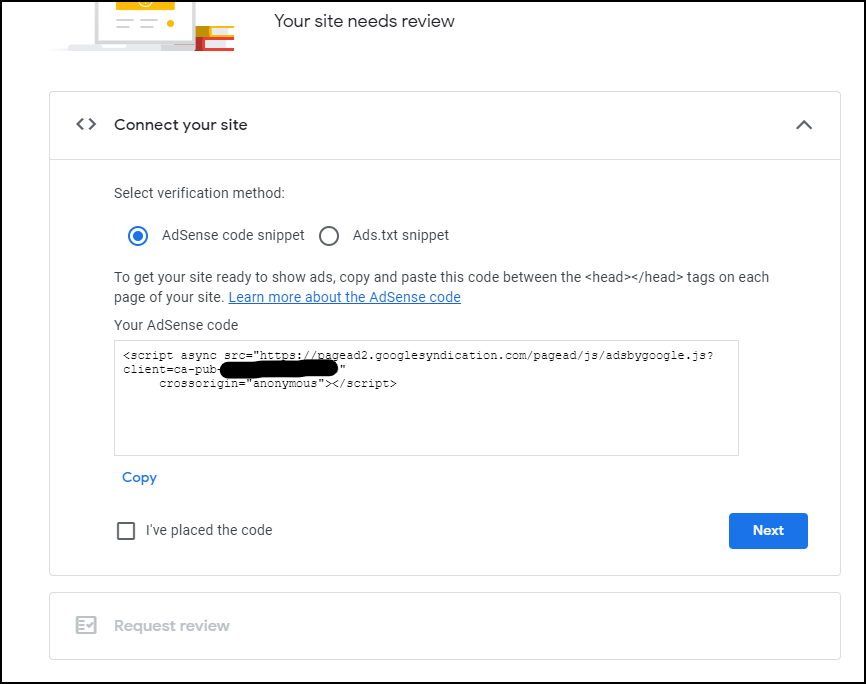 Your site needs review
Connect your site
Select verification method:
AdSense code snippet Ads.txt snippet
To get your site ready to show ads, copy and paste this code between the <head></head> tags on each
page of your site. Learn more about the AdSense code
Your AdSense code
<script async src="https://pagead2.googlesyndication.com/pagead/js/adsbygoogle.js?
client=ca-pub- "
crossorigin="anonymous"></script>
Copy
I've placed the code
Next
Request review